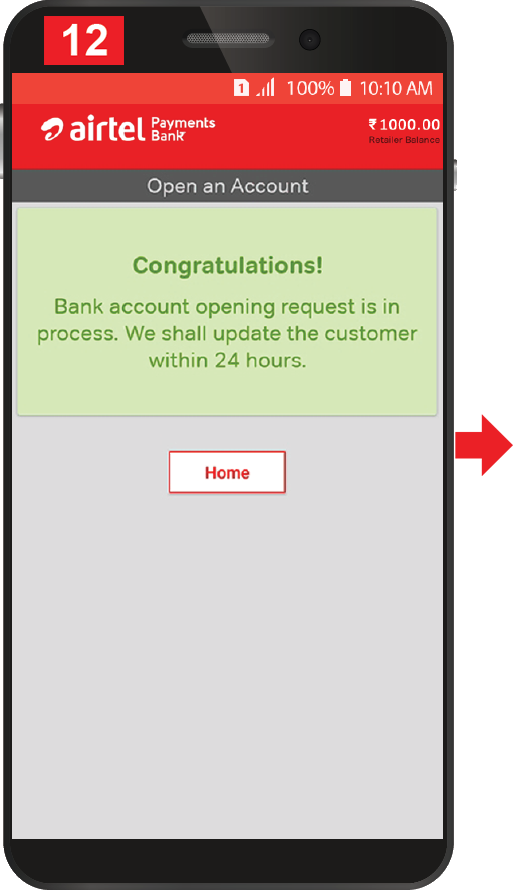 12
1 100% 10:10 AM
airtel Payments Bank
₹1000.00
Retailer Balance
Open an Account
Congratulations!
Bank account opening request is in
process. We shall update the customer
within 24 hours.
Home